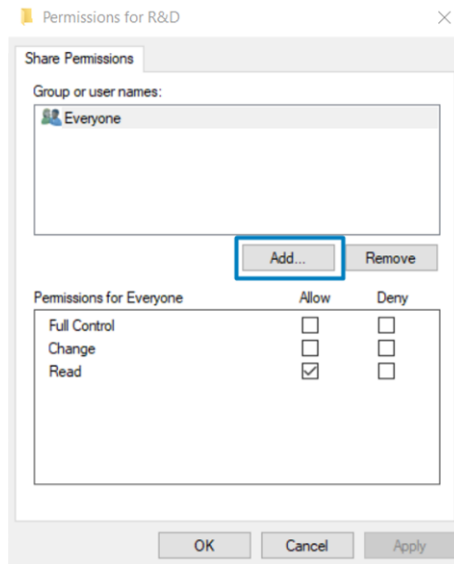 Permissions for R&D
Share Permissions
Group or user names:
Everyone
Add... Remove
Permissions for Everyone Allow Deny
Full Control
Change
Read
OK Cancel Apply